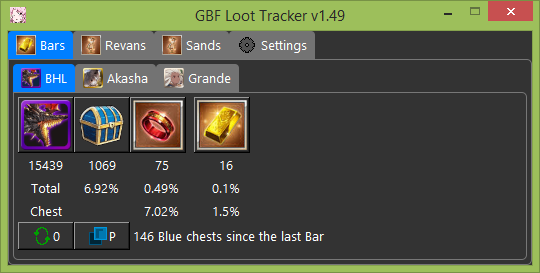 GBF Loot Tracker v1.49
Bars Revans Sands Settings
BHL Akasha Grande
15439 1069 75 16
Total 6.92% 0.49% 0.1%
Chest 7.02% 1.5%
0 P 146 Blue chests since the last Bar